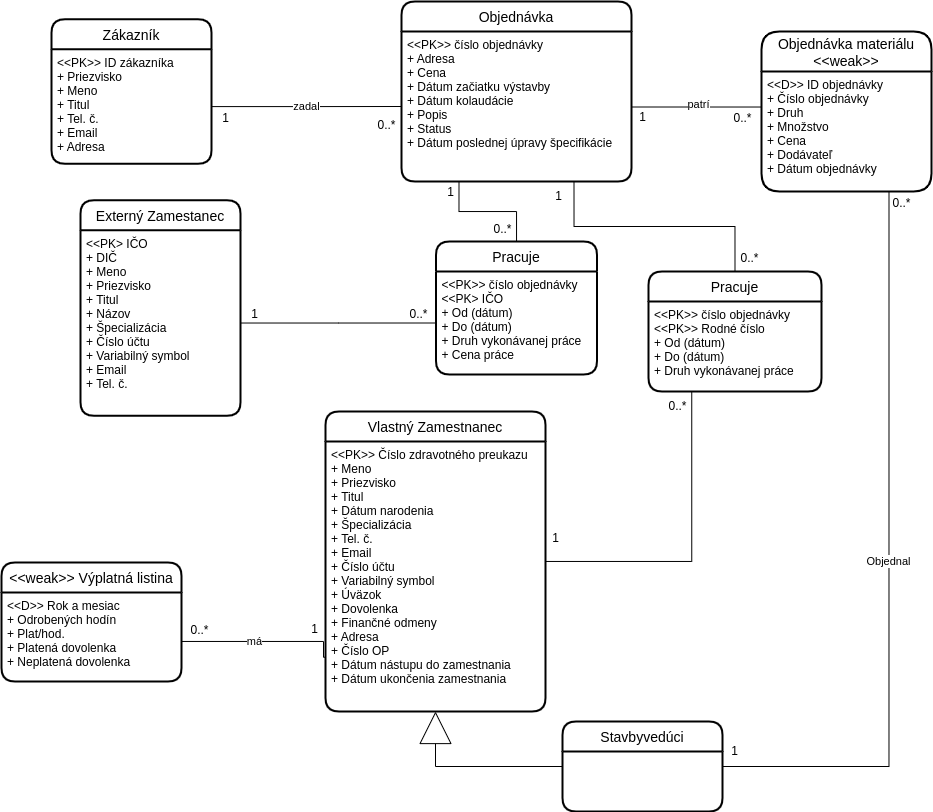 Zákazník
<<PK>> ID zákazníka
+ Priezvisko
+ Meno
+ Titul
+ Tel. č.
+ Email
+ Adresa
zadal
1
0..*
Objednávka
<<PK>> číslo objednávky
+ Adresa
+ Cena
+ Dátum začiatku výstavby
+ Dátum kolaudácie
+ Popis
+ Status
+ Dátum poslednej úpravy špecifikácie
patrí
1
0..*
Objednávka materiálu
<<weak>>
<<D>> ID objednávky
+ Číslo objednávky
+ Druh
+ Množstvo
+ Cena
+ Dodávateľ
+ Dátum objednávky
0..*
1
0..*
1
0..*
Externý Zamestanec
<<PK> IČO
+ DIČ
+ Meno
+ Priezvisko
+ Titul
+ Názov
+ Špecializácia
+ Číslo účtu
+ Variabilný symbol
+ Email
+ Tel. č.
1
0..*
Pracuje
<<PK>> číslo objednávky
<<PK> IČO
+ Od (dátum)
+ Do (dátum)
+ Druh vykonávanej práce
+ Cena práce
Pracuje
<<PK>> číslo objednávky
<<PK>> Rodné číslo
+ Od (dátum)
+ Do (dátum)
+ Druh vykonávanej práce
0..*
Vlastný Zamestnanec
<<PK>> Číslo zdravotného preukazu
+ Meno
+ Priezvisko
+ Titul
+ Dátum narodenia
+ Špecializácia
+ Tel. č.
+ Email
+ Číslo účtu
+ Variabilný symbol
+ Úväzok
+ Dovolenka
+ Finančné odmeny
+ Adresa
+ Číslo OP
+ Dátum nástupu do zamestnania
+ Dátum ukončenia zamestnania
1
Objednal
<<weak>> Výplatná listina
<<D>> Rok a mesiac
+ Odrobených hodín
+ Plat/hod.
+ Platená dovolenka
+ Neplatená dovolenka
0..*
má
1
Stavbyvedúci
1